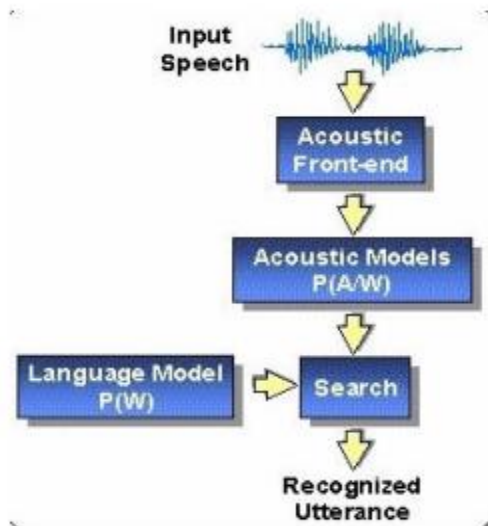 Input
Speech
Acoustic
Front-end
Acoustic Models
P(A/W)
Language Model
P(W)
Search
Recognized
Utterance